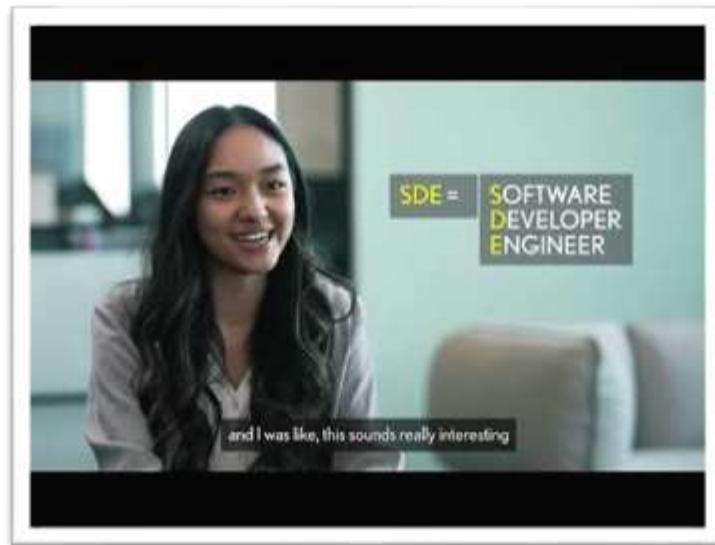 SDE = SOFTWARE
DEVELOPER
ENGINEER
and I was like, this sounds really interesting